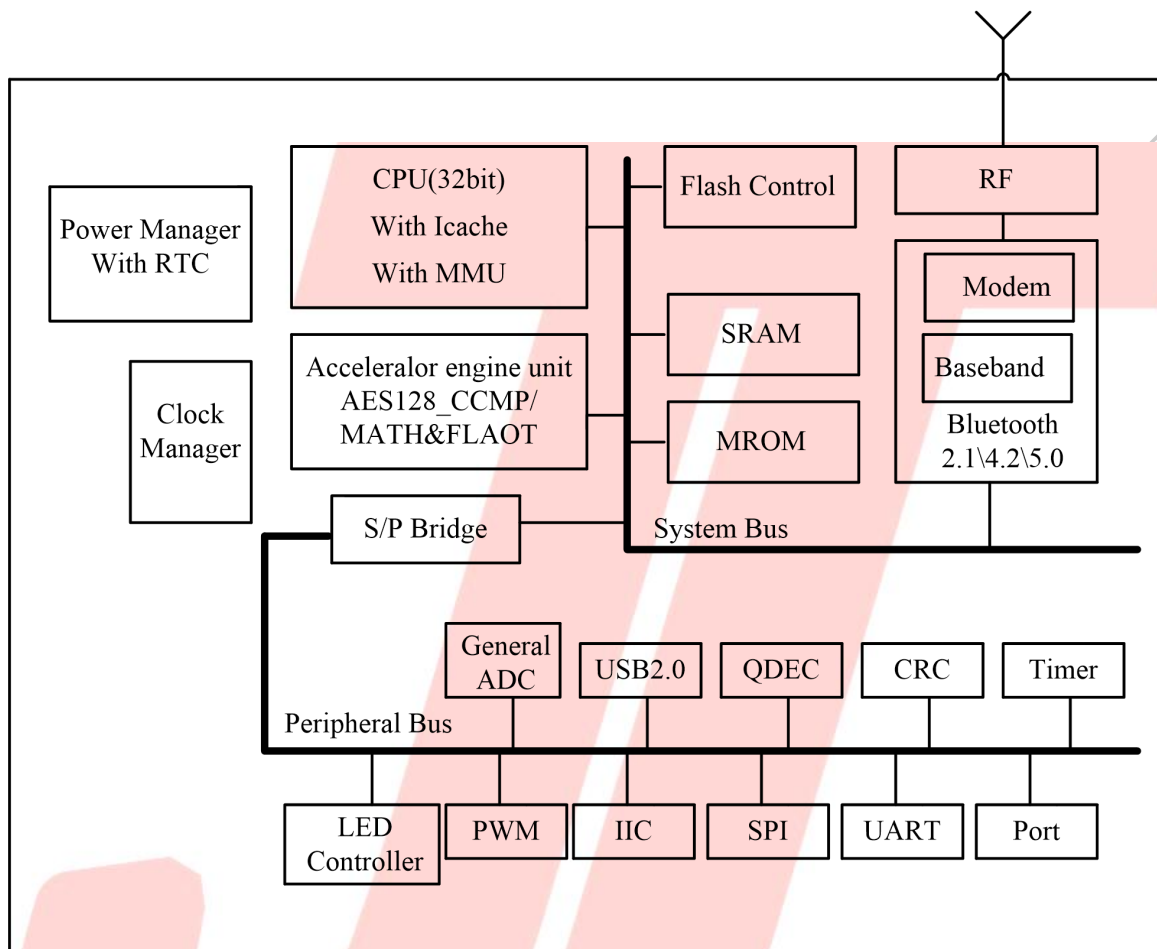 CPU(32bit)
With Icache
With MMU
Flash Control
RF
Power Manager
With RTC
Modem
SRAM
Baseband
Acceleralor engine unit
AES128_CCMP/
MATH&FLAOT
Clock
Manager
MROM
Bluetooth
2.1\4.2\5.0
S/P Bridge
System Bus
General
ADC
USB2.0
QDEC
CRC
Timer
Peripheral Bus
LED
Controller
PWM
IIC
SPI
UART
Port